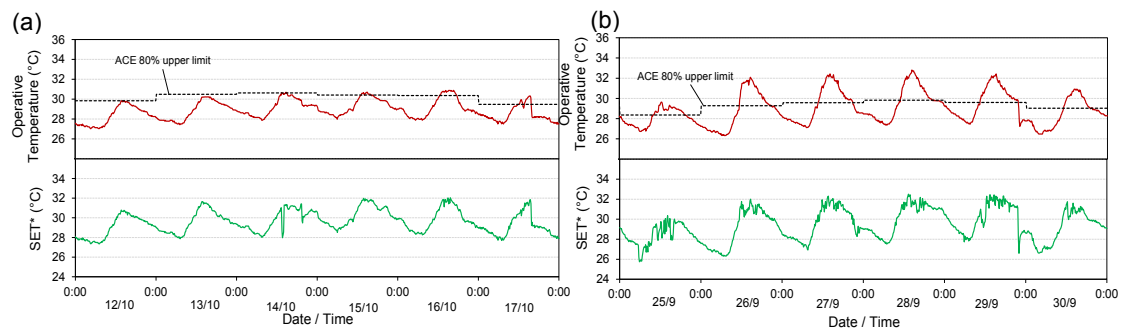 (a)
Operative
Temperature (°C)
36
34
32
30
28
26
ACE 80% upper limit
SET* (°C)
34
32
30
28
26
24
0:00 0:00 0:00 0:00 0:00 0:00 0:00
12/10 13/10 14/10 15/10 16/10 17/10
Date / Time
(b)
Operative
Temperature (°C)
36
34
32
30
28
26
ACE 80% upper limit
SET* (°C)
34
32
30
28
26
24
0:00 0:00 0:00 0:00 0:00 0:00 0:00
25/9 26/9 27/9 28/9 29/9 30/9
Date / Time